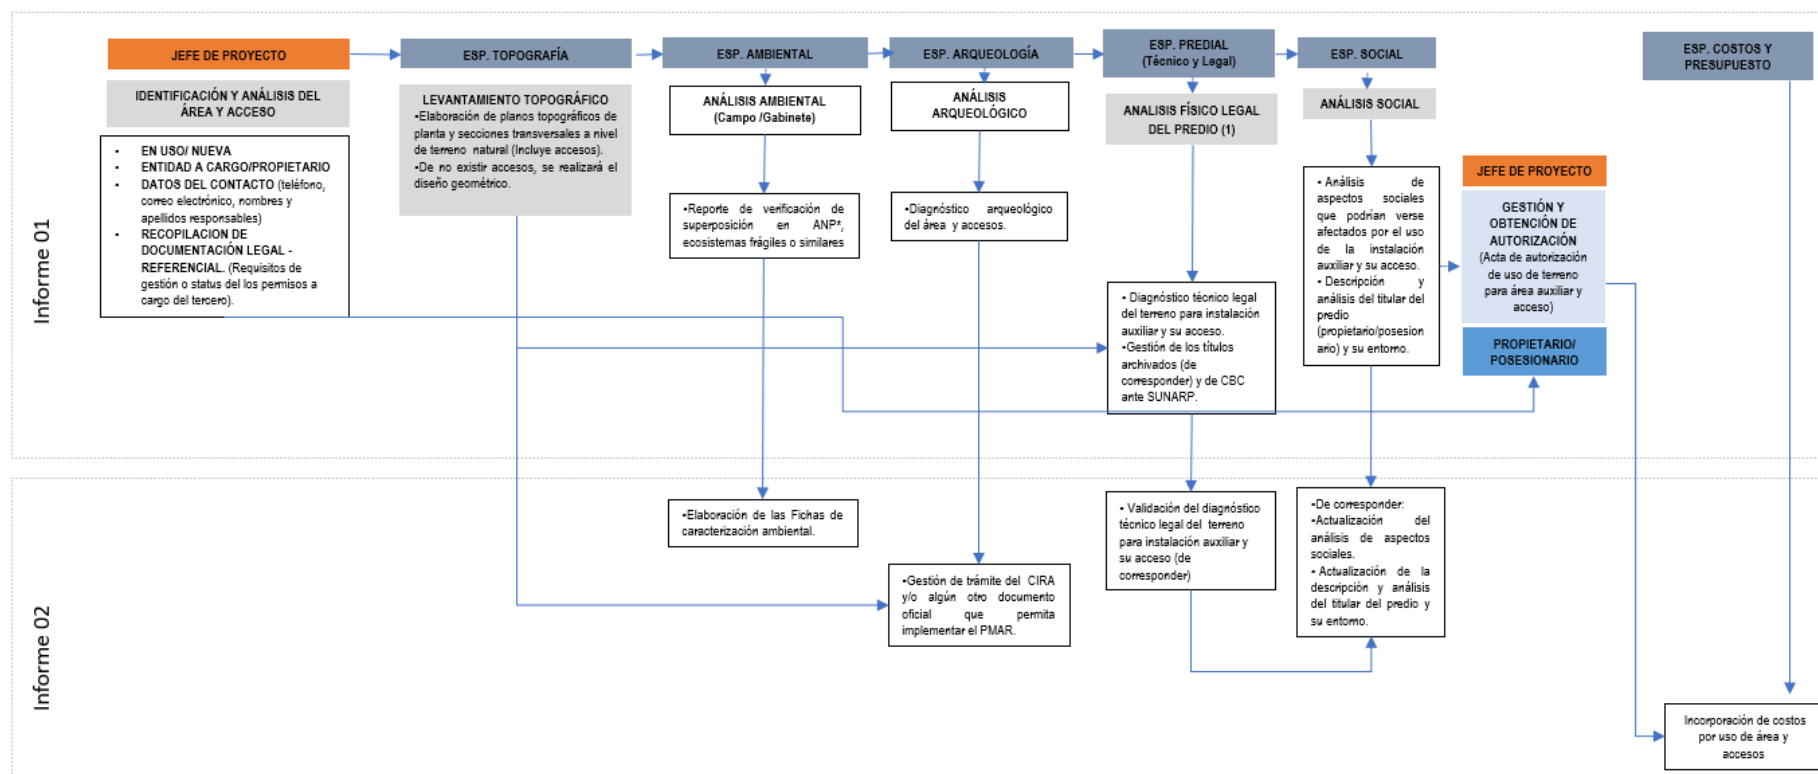 Informe 01
JEFE DE PROYECTO
IDENTIFICACIÓN Y ANÁLISIS DEL
ÁREA Y ACCESO
• EN USO/ NUEVA
• ENTIDAD A CARGO/PROPIETARIO
• DATOS DEL CONTACTO (teléfono,
correo electrónico, nombres y
apellidos responsables)
• RECOPILACION DE
DOCUMENTACIÓN LEGAL -
REFERENCIAL. (Requisitos de
gestión o status del los permisos a
cargo del tercero).
ESP. TOPOGRAFÍA
LEVANTAMIENTO TOPOGRÁFICO
•Elaboración de planos topográficos de
planta y secciones transversales a nivel
de terreno natural (Incluye accesos).
•De no existir accesos, se realizará el
diseño geométrico.
ESP. AMBIENTAL
ANÁLISIS AMBIENTAL
(Campo /Gabinete)
•Reporte de verificación de
superposición en ANP*,
ecosistemas frágiles o similares
ESP. ARQUEOLOGÍA
ANÁLISIS
ARQUEOLÓGICO
•Diagnóstico arqueológico
del área y accesos.
ESP. PREDIAL
(Técnico y Legal)
ANALISIS FÍSICO LEGAL
DEL PREDIO (1)
• Diagnóstico técnico legal
del terreno para instalación
auxiliar y su acceso.
•Gestión de los títulos
archivados (de
corresponder) y de CBC
ante SUNARP.
ESP. SOCIAL
ANÁLISIS SOCIAL
• Análisis de
aspectos sociales
que podrían verse
afectados por el uso
de la instalación
auxiliar y su acceso.
• Descripción y
análisis del titular del
predio
(propietario/posesion
ario) y su entorno.
JEFE DE PROYECTO
GESTIÓN Y
OBTENCIÓN DE
AUTORIZACIÓN
(Acta de autorización
de uso de terreno
para área auxiliar y
acceso)
PROPIETARIO/
POSESIONARIO
ESP. COSTOS Y
PRESUPUESTO
Informe 02
•Elaboración de las Fichas de
caracterización ambiental.
•Gestión de trámite del CIRA
y/o algún otro documento
oficial que permita
implementar el PMAR.
• Validación del diagnóstico
técnico legal del terreno
para instalación auxiliar y
su acceso (de
corresponder)
•De corresponder:
•Actualización del
análisis de aspectos
sociales.
• Actualización de la
descripción y análisis
del titular del predio y
su entorno.
Incorporación de costos
por uso de área y
accesos